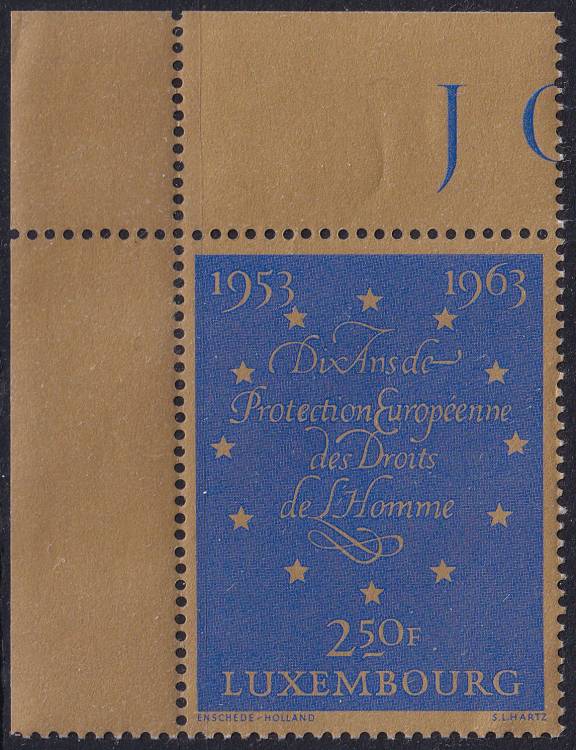 J
1953 1963
Dix Ans de
Protection Européenne
des Droits
de L'Homme
2.50F
LUXEMBOURG
ENSCHEDE-HOLLAND S.L.HARTZ